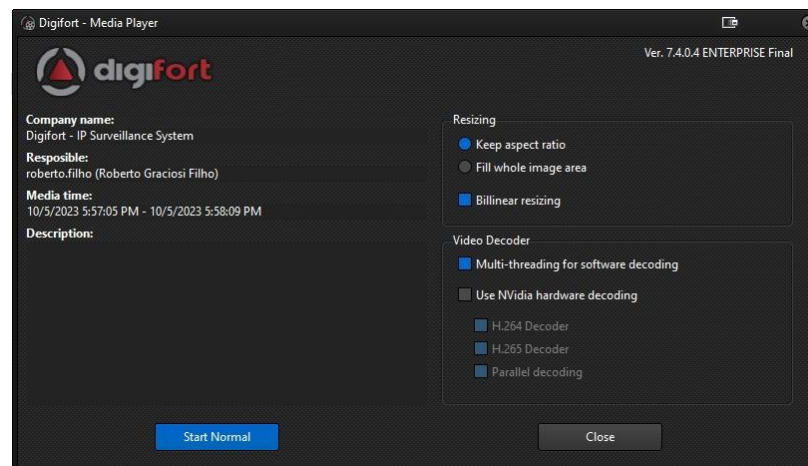 Digifort - Media Player
digifort
Ver. 7.4.0.4 ENTERPRISE Final
Company name:
Digifort - IP Surveillance System
Resposible:
roberto.filho (Roberto Graciosi Filho)
Media time:
10/5/2023 5:57:05 PM - 10/5/2023 5:58:09 PM
Description:
Resizing
Keep aspect ratio
Fill whole image area
Billinear resizing
Video Decoder
Multi-threading for software decoding
Use NVidia hardware decoding
H.264 Decoder
H.265 Decoder
Parallel decoding
Start Normal
Close